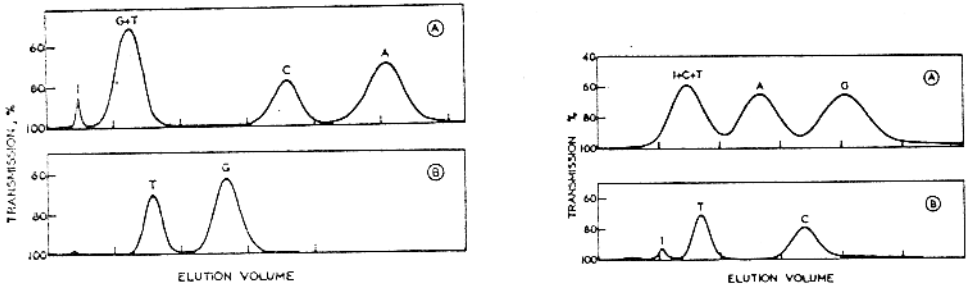 G+T
C
A
I
Ⓐ
60
80
100
T
G
Ⓑ
60
80
100
TRANSMISSION, %
ELUTION VOLUME
40
60
80
100
I+C+T
A
G
Ⓐ
I
T
C
Ⓑ
60
80
100
TRANSMISSION %
ELUTION VOLUME